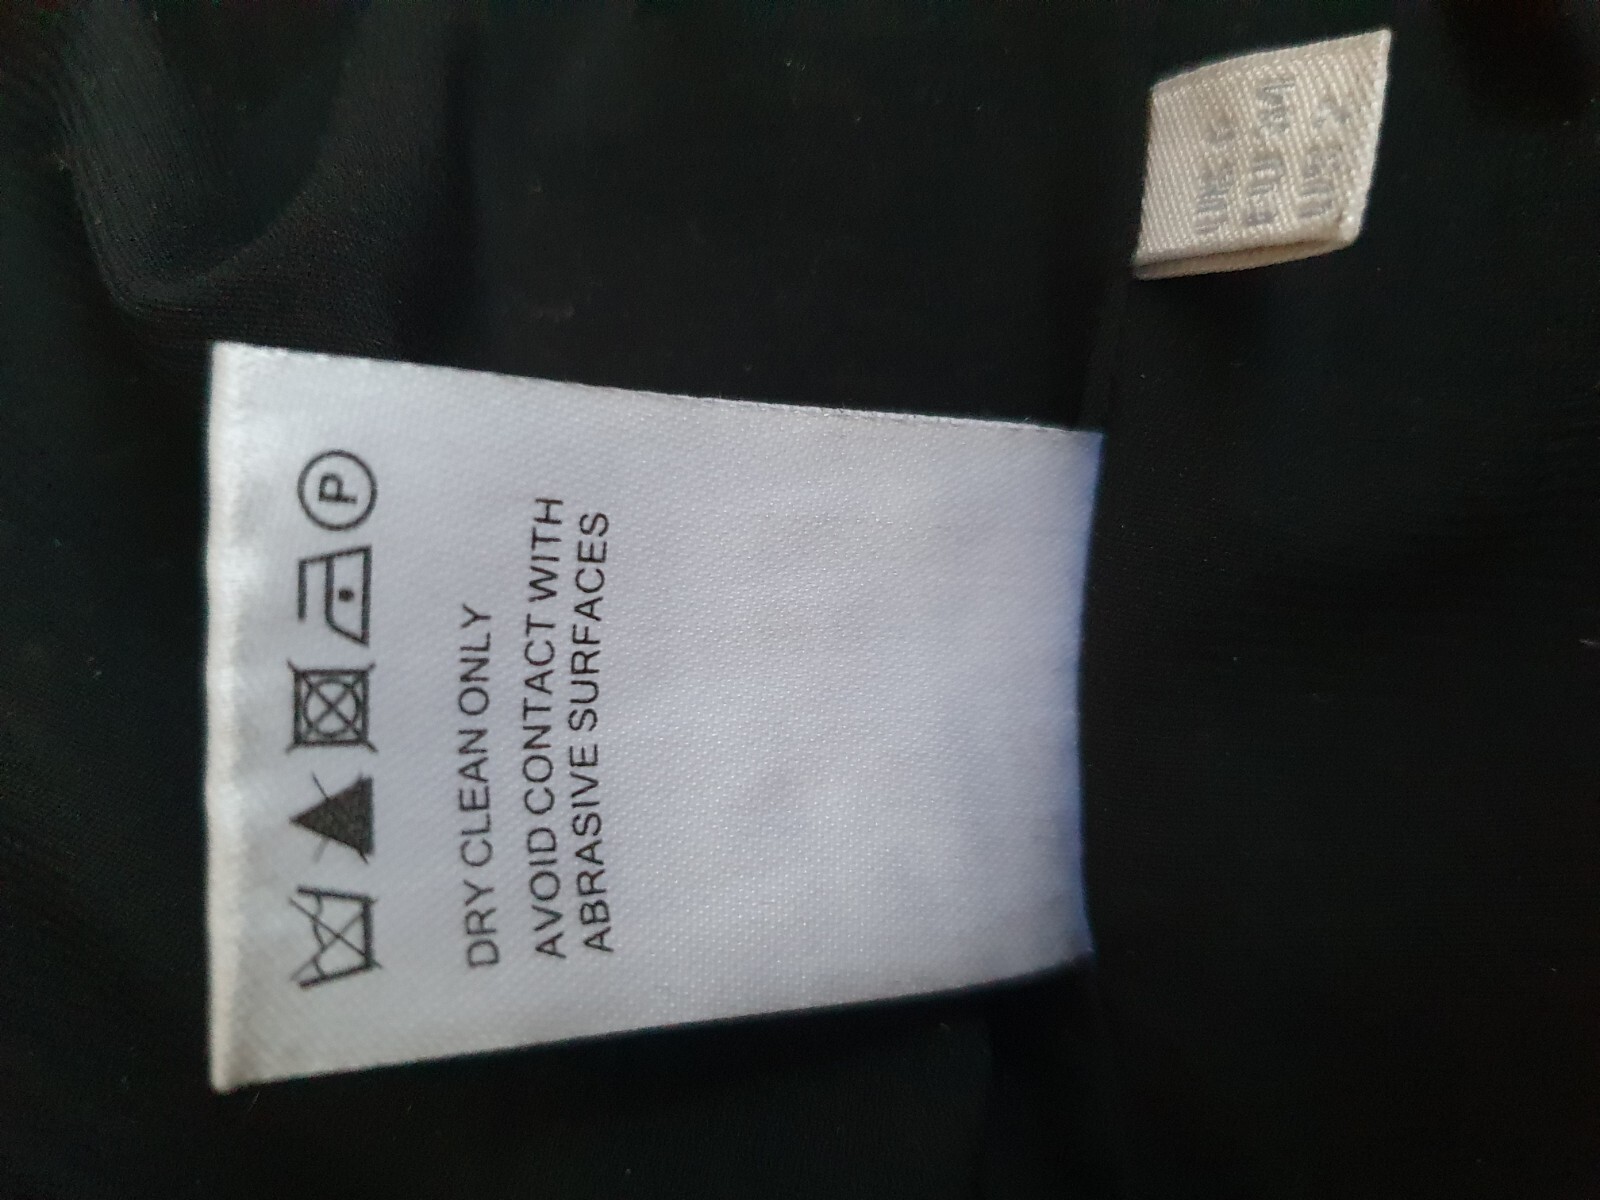 P
DRY CLEAN ONLY
AVOID CONTACT WITH
ABRASIVE SURFACES